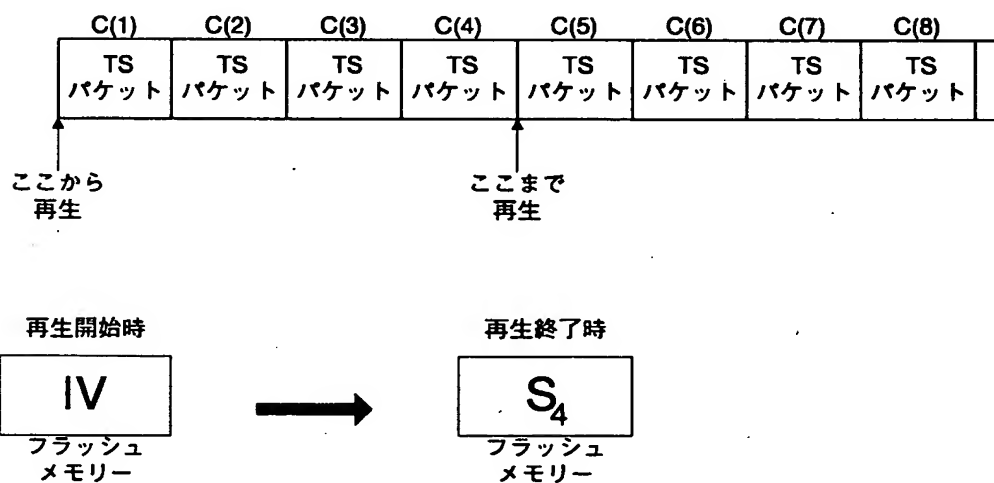 C(1) C(2) C(3) C(4) C(5) C(6) C(7) C(8)
TS TS TS TS TS TS TS TS
パケット パケット パケット パケット パケット パケット パケット パケット
ここから ここまで
再生 再生
再生開始時 再生終了時
IV S₄
フラッシュ フラッシュ
メモリー メモリー